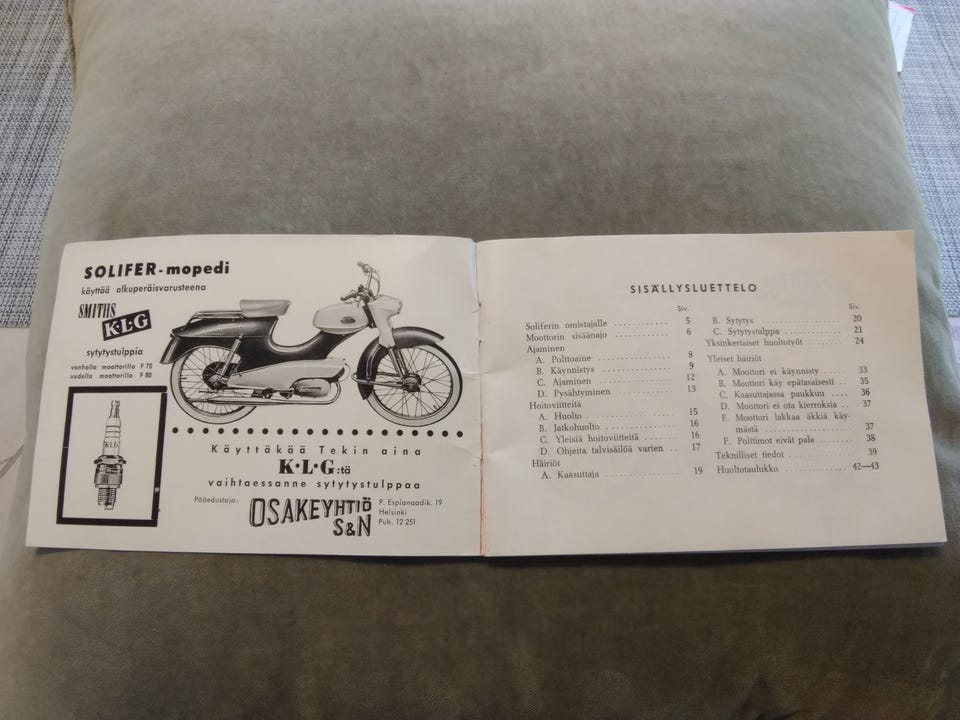 SOLIFER-mopedi
käyttää alkuperäisvarusteena
SMITHS
K·L·G
sytytystulppia
vanhalla moottorilla F 70
uudella moottorilla F 80
Käyttäkää Tekin aina
K·L·G:tä
vaihtaessanne sytytystulppaa
Pääedustaja:
OSAKEYHTIÖ
S&N
P. Esplanaadik. 19
Helsinki
Puh. 12 251
SISÄLLYSLUETTELO
Siv.
Soliferin omistajalle ............ 5
Moottorin sisäänajo ............ 6
Ajaminen
A. Polttoaine ............ 8
B. Käynnistys ............ 9
C. Ajaminen ............ 12
D. Pysähtyminen ............ 13
Hoitoviitteitä
A. Huolto ............ 15
B. Jatkohuolto ............ 16
C. Yleisiä hoitoviitteitä .... 16
D. Ohjeita talvisäilöä varten .. 17
Häiriöt
A. Kaasuttaja ............ 19
Siv.
B. Sytytys ............ 20
C. Sytytystulppa ............ 21
Yksinkertaiset huoltotyöt .... 24
Yleiset häiriöt
A. Moottori ei käynnisty .... 33
B. Moottori käy epätasaisesti .. 35
C. Kaasuttajassa paukkuu .... 36
D. Moottori ei ota kierroksia .. 37
E. Moottori lakkaa äkkiä käy-
mästä ............ 37
F. Polttimot eivät pala ...... 38
Teknilliset tiedot ............ 39
Huoltotaulukko ............ 42—43